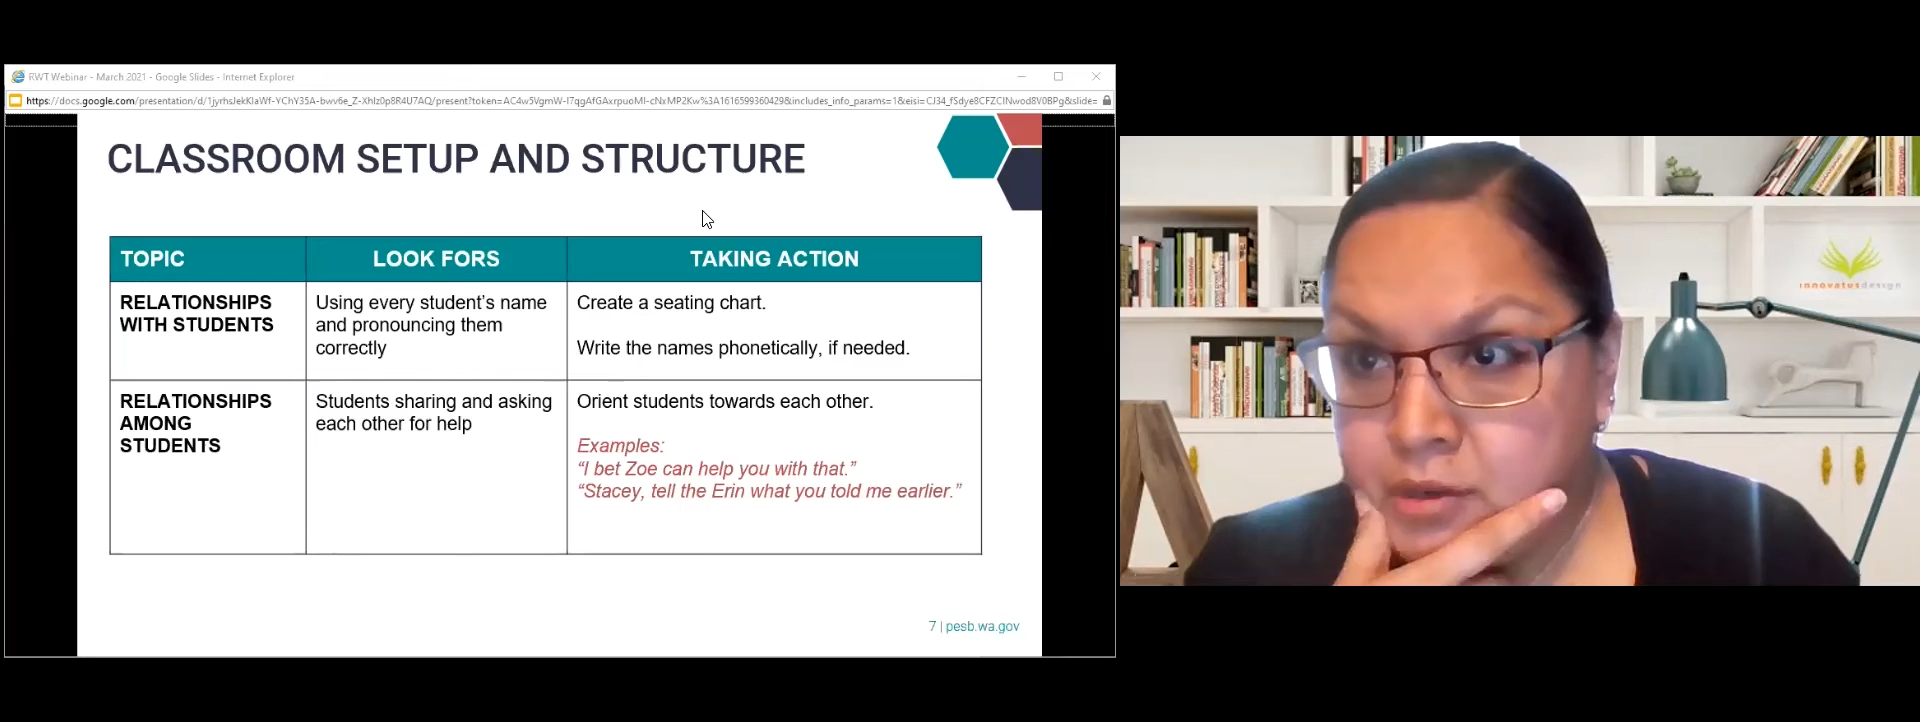 RWT Webinar - March 2021 - Google Slides - Internet Explorer
CLASSROOM SETUP AND STRUCTURE
TOPIC
LOOK FORS
TAKING ACTION
RELATIONSHIPS
WITH STUDENTS
Using every student’s name
and pronouncing them
correctly
Create a seating chart.
Write the names phonetically, if needed.
RELATIONSHIPS
AMONG
STUDENTS
Students sharing and asking
each other for help
Orient students towards each other.
Examples:
“I bet Zoe can help you with that.”
“Stacey, tell the Erin what you told me earlier.”
7 | pesb.wa.gov
innovatusdesign